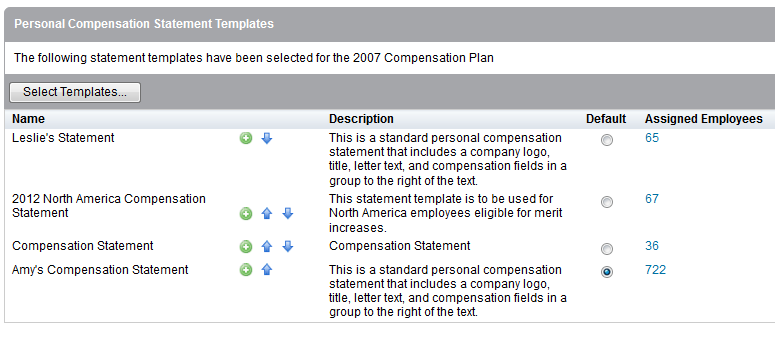 Personal Compensation Statement Templates
The following statement templates have been selected for the 2007 Compensation Plan
Select Templates...
Name Description Default Assigned Employees
Leslie's Statement This is a standard personal compensation 65
statement that includes a company logo,
title, letter text, and compensation fields in a
group to the right of the text.
2012 North America Compensation This statement template is to be used for 67
Statement North America employees eligible for merit
increases.
Compensation Statement Compensation Statement 36
Amy's Compensation Statement This is a standard personal compensation 722
statement that includes a company logo,
title, letter text, and compensation fields in a
group to the right of the text.